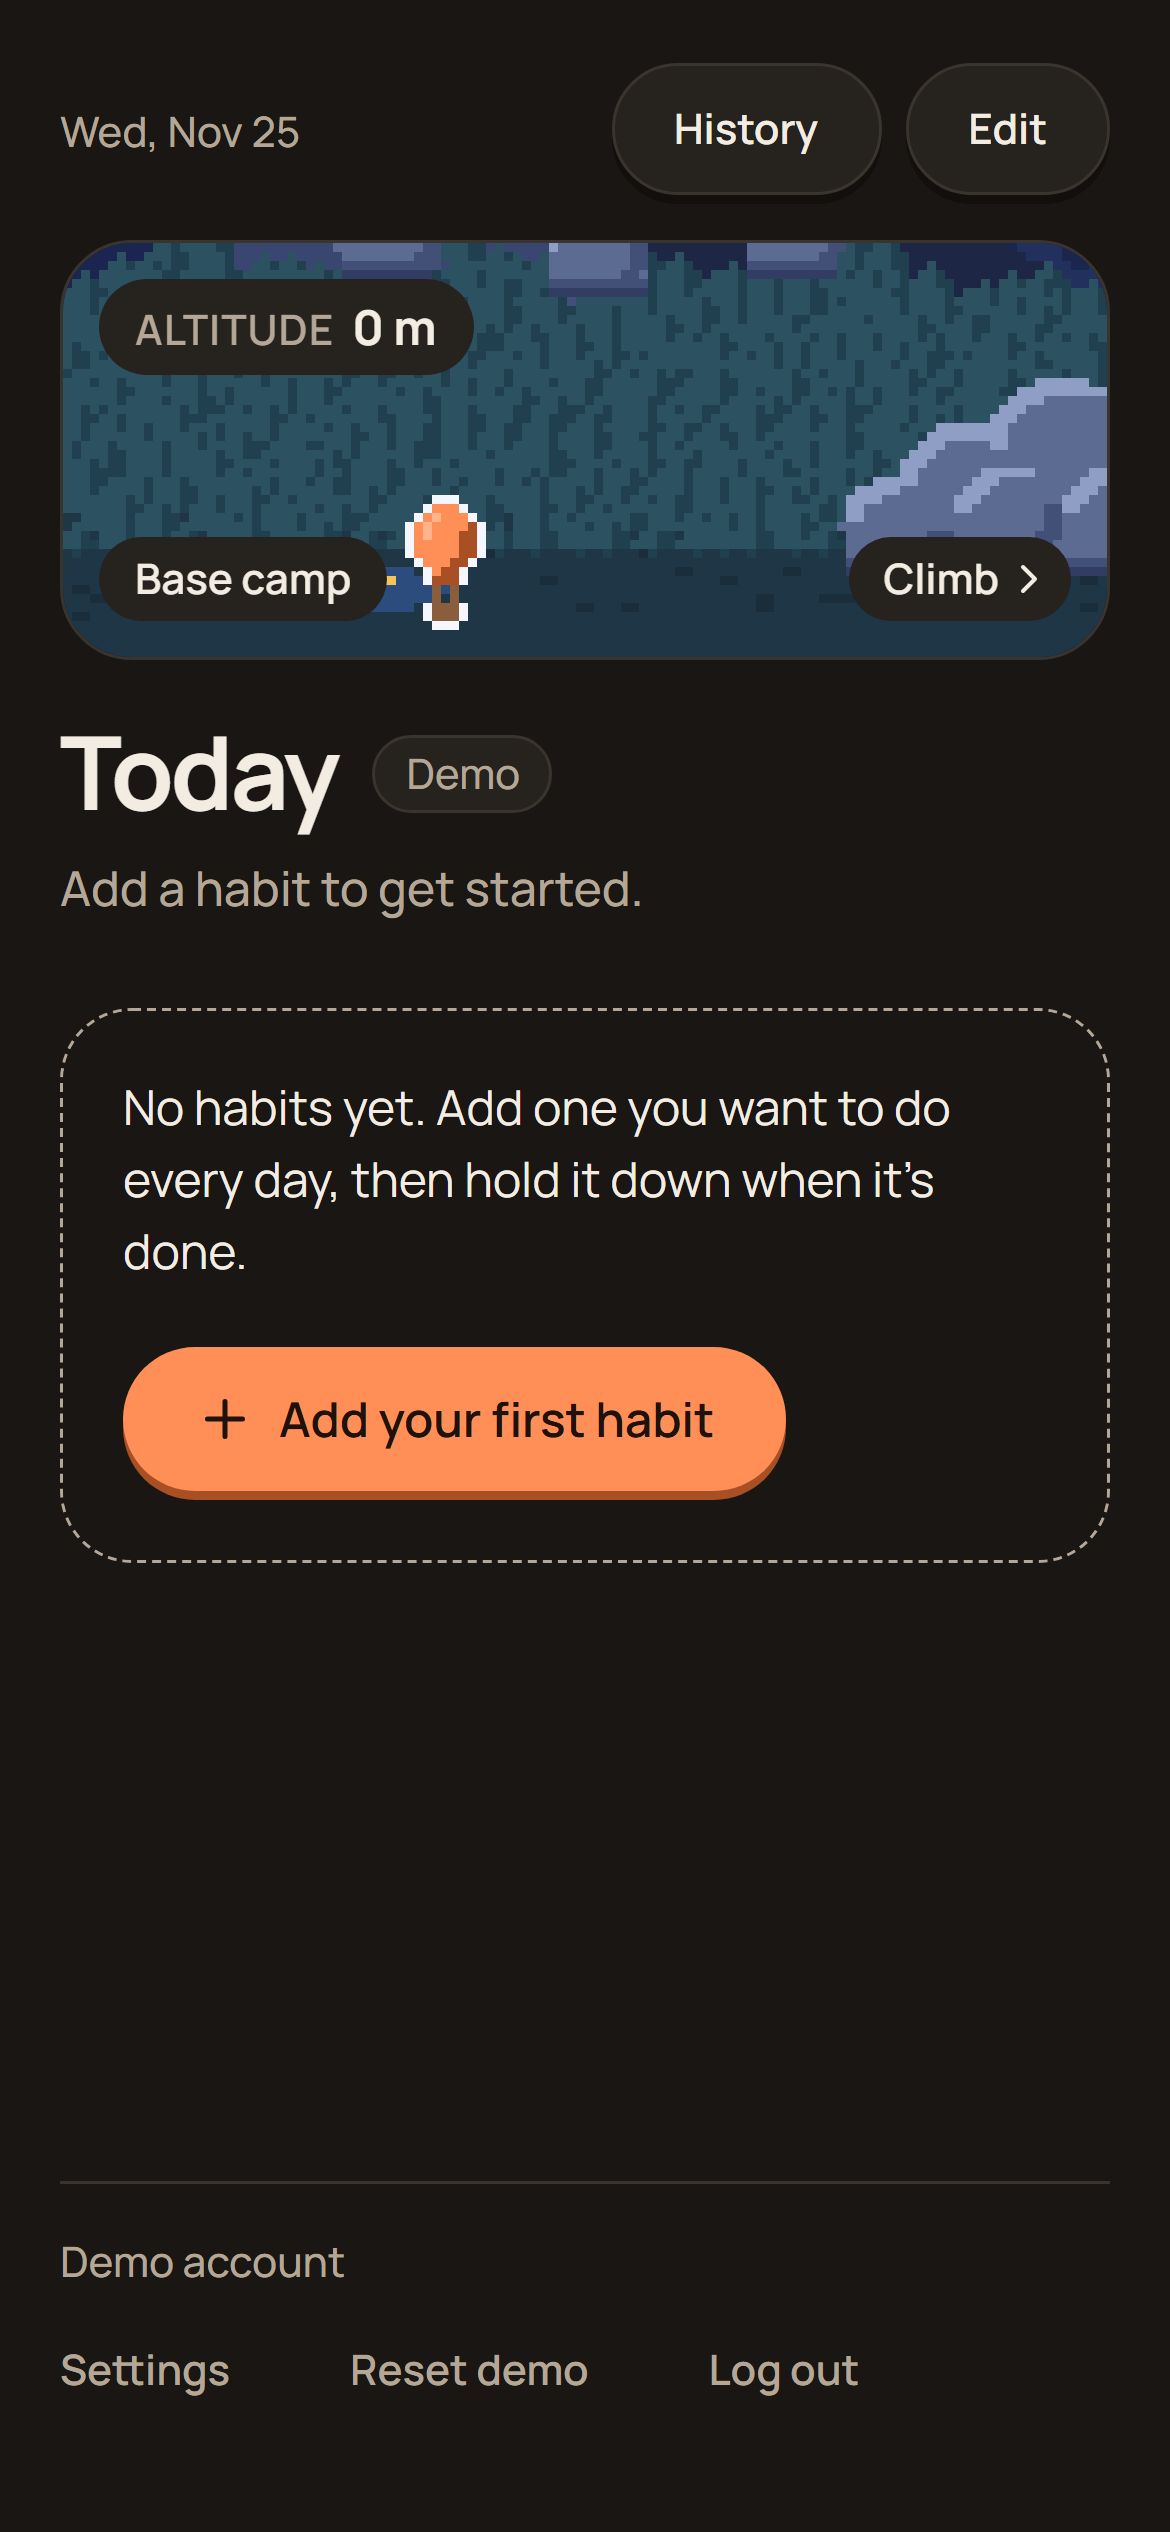 Wed, Nov 25
History
Edit
ALTITUDE 0 m
Base camp
Climb
Today
Demo
Add a habit to get started.
No habits yet. Add one you want to do
every day, then hold it down when it’s
done.
Add your first habit
Demo account
Settings
Reset demo
Log out